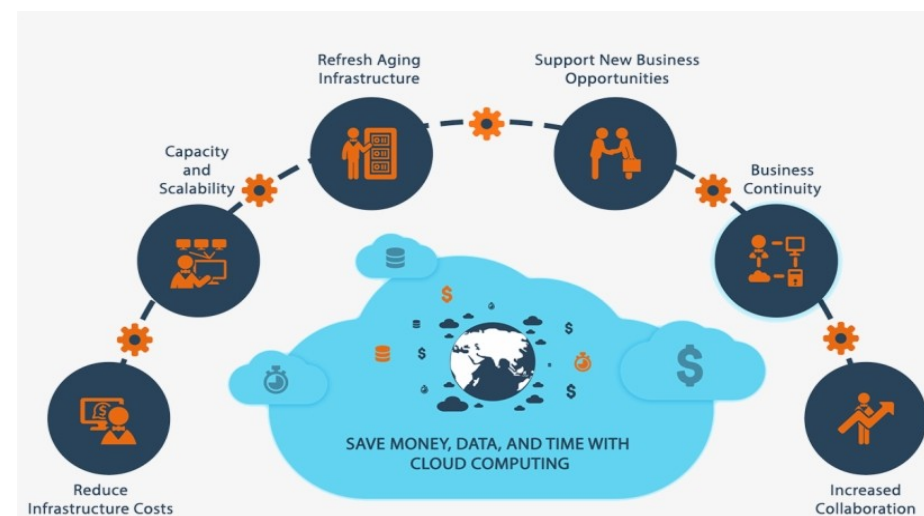 Refresh Aging
Infrastructure
Support New Business
Opportunities
Capacity
and
Scalability
Business
Continuity
SAVE MONEY, DATA, AND TIME WITH
CLOUD COMPUTING
Reduce
Infrastructure Costs
Increased
Collaboration